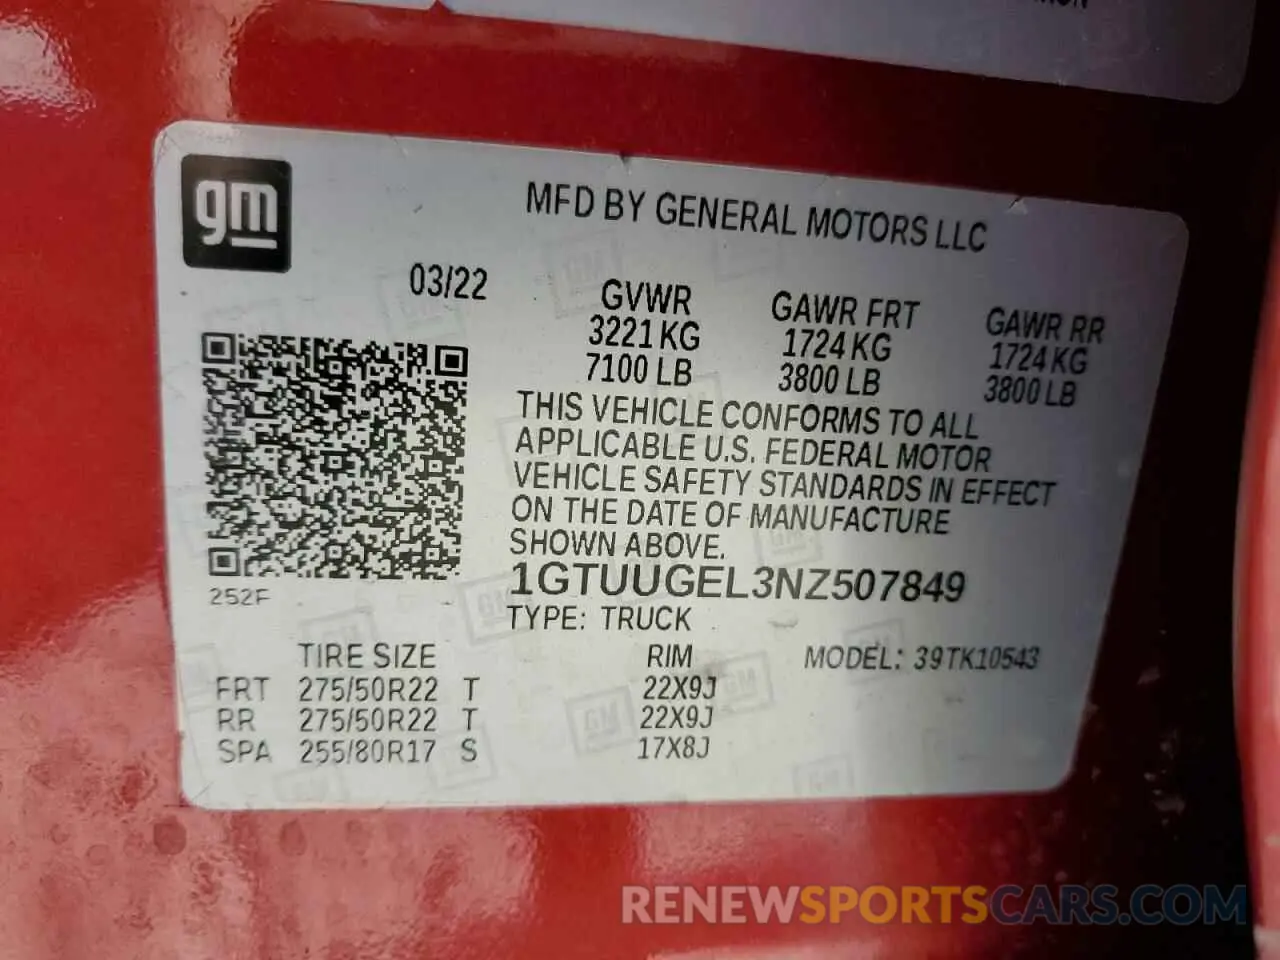 gm
MFD BY GENERAL MOTORS LLC
03/22
GVWR GAWR FRT GAWR RR
3221 KG 1724 KG 1724 KG
7100 LB 3800 LB 3800 LB
THIS VEHICLE CONFORMS TO ALL
APPLICABLE U.S. FEDERAL MOTOR
VEHICLE SAFETY STANDARDS IN EFFECT
ON THE DATE OF MANUFACTURE
SHOWN ABOVE.
252F
1GTUUGEL3NZ507849
TYPE: TRUCK
TIRE SIZE RIM MODEL: 39TK10543
FRT 275/50R22 T 22X9J
RR 275/50R22 T 22X9J
SPA 255/80R17 S 17X8J
RENEWSPORTSCARS.COM